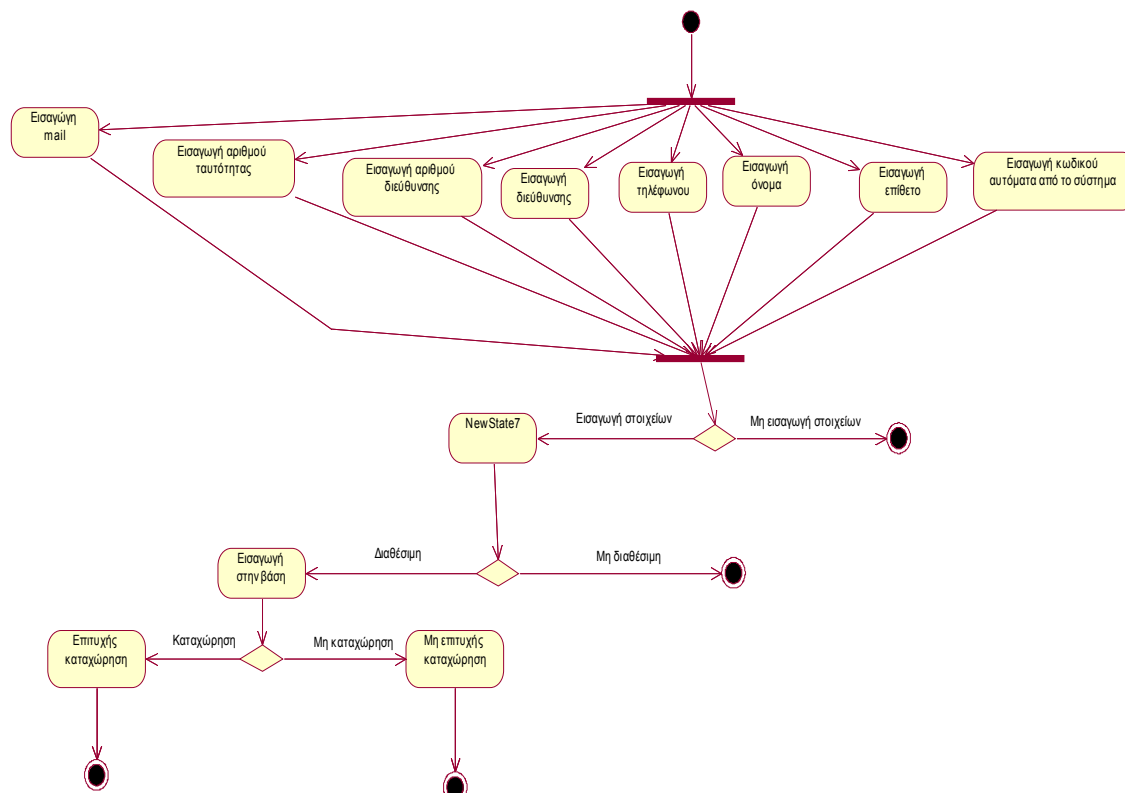 Εισαγώγη
mail
Εισαγωγή αριθμού
ταυτότητας
Εισαγωγή αριθμού
διεύθυνσης
Εισαγωγή
διεύθυνσης
Εισαγωγή
τηλέφωνου
Εισαγωγή
όνομα
Εισαγωγή
επίθετο
Εισαγωγή κωδικού
αυτόματα από το σύστημα
Εισαγωγή στοιχείων
Μη εισαγωγή στοιχείων
NewState7
Διαθέσιμη
Μη διαθέσιμη
Εισαγωγή
στην βάση
Καταχώρηση
Μη καταχώρηση
Επιτυχής
καταχώρηση
Μη επιτυχής
καταχώρηση